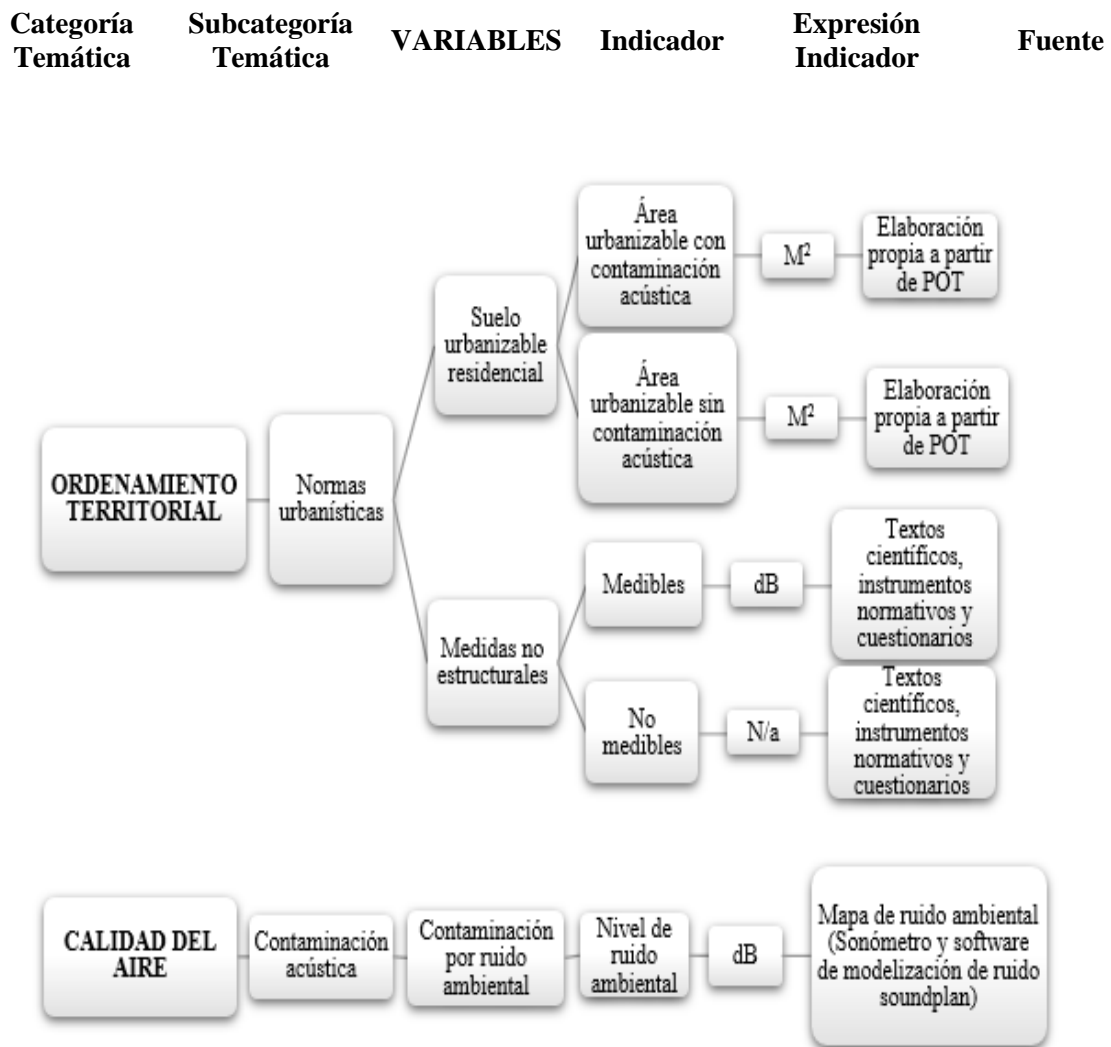 Categoría
Temática
Subcategoría
Temática
VARIABLES
Indicador
Expresión
Indicador
Fuente
ORDENAMIENTO
TERRITORIAL
Normas
urbanísticas
Suelo
urbanizable
residencial
Área
urbanizable con
contaminación
acústica
M²
Elaboración
propia a partir
de POT
Área
urbanizable sin
contaminación
acústica
M²
Elaboración
propia a partir
de POT
Medidas no
estructurales
Medibles
dB
Textos
científicos,
instrumentos
normativos y
cuestionarios
No
medibles
N/a
Textos
científicos,
instrumentos
normativos y
cuestionarios
CALIDAD DEL
AIRE
Contaminación
acústica
Contaminación
por ruido
ambiental
Nivel de
ruido
ambiental
dB
Mapa de ruido ambiental
(Sonómetro y software
de modelización de ruido
soundplan)